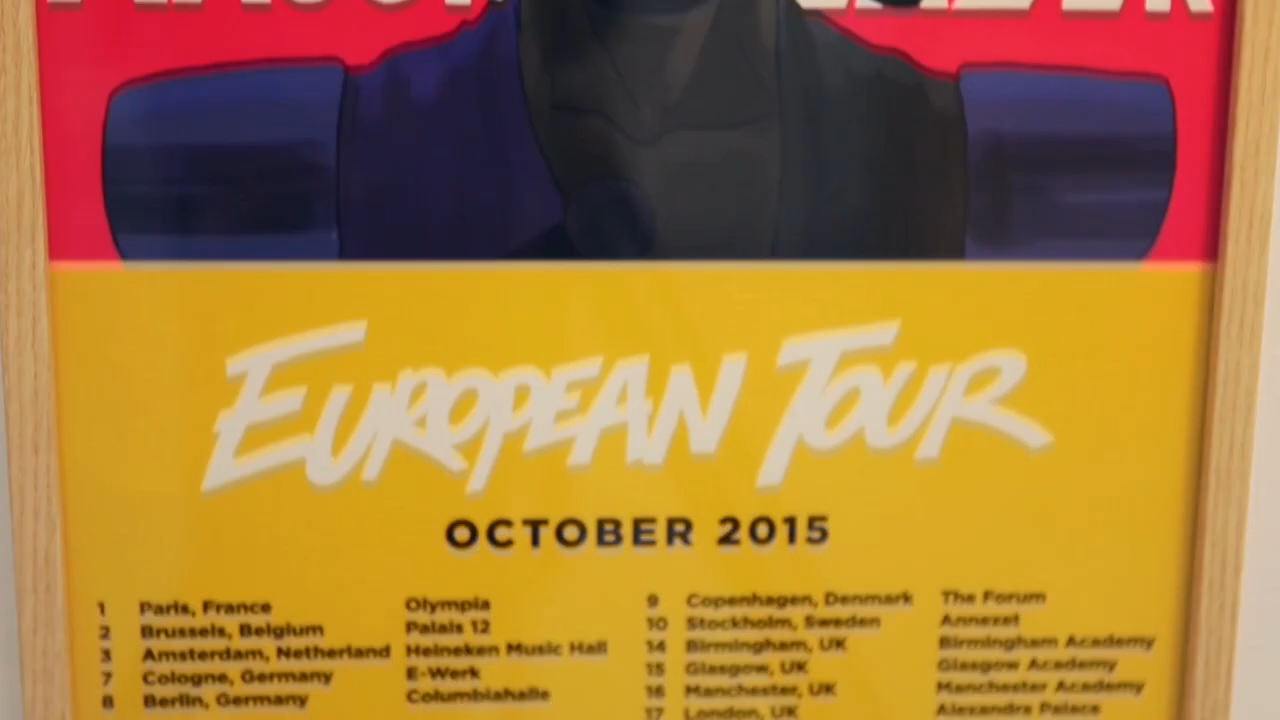 EUROPEAN TOUR
OCTOBER 2015
1 Paris, France Olympia
2 Brussels, Belgium Palais 12
3 Amsterdam, Netherland Heineken Music Hall
7 Cologne, Germany E-Werk
8 Berlin, Germany Columbiahalle
9 Copenhagen, Denmark The Forum
10 Stockholm, Sweden Annexet
14 Birmingham, UK Birmingham Academy
15 Glasgow, UK Glasgow Academy
16 Manchester, UK Manchester Academy
17 London, UK Alexandra Palace